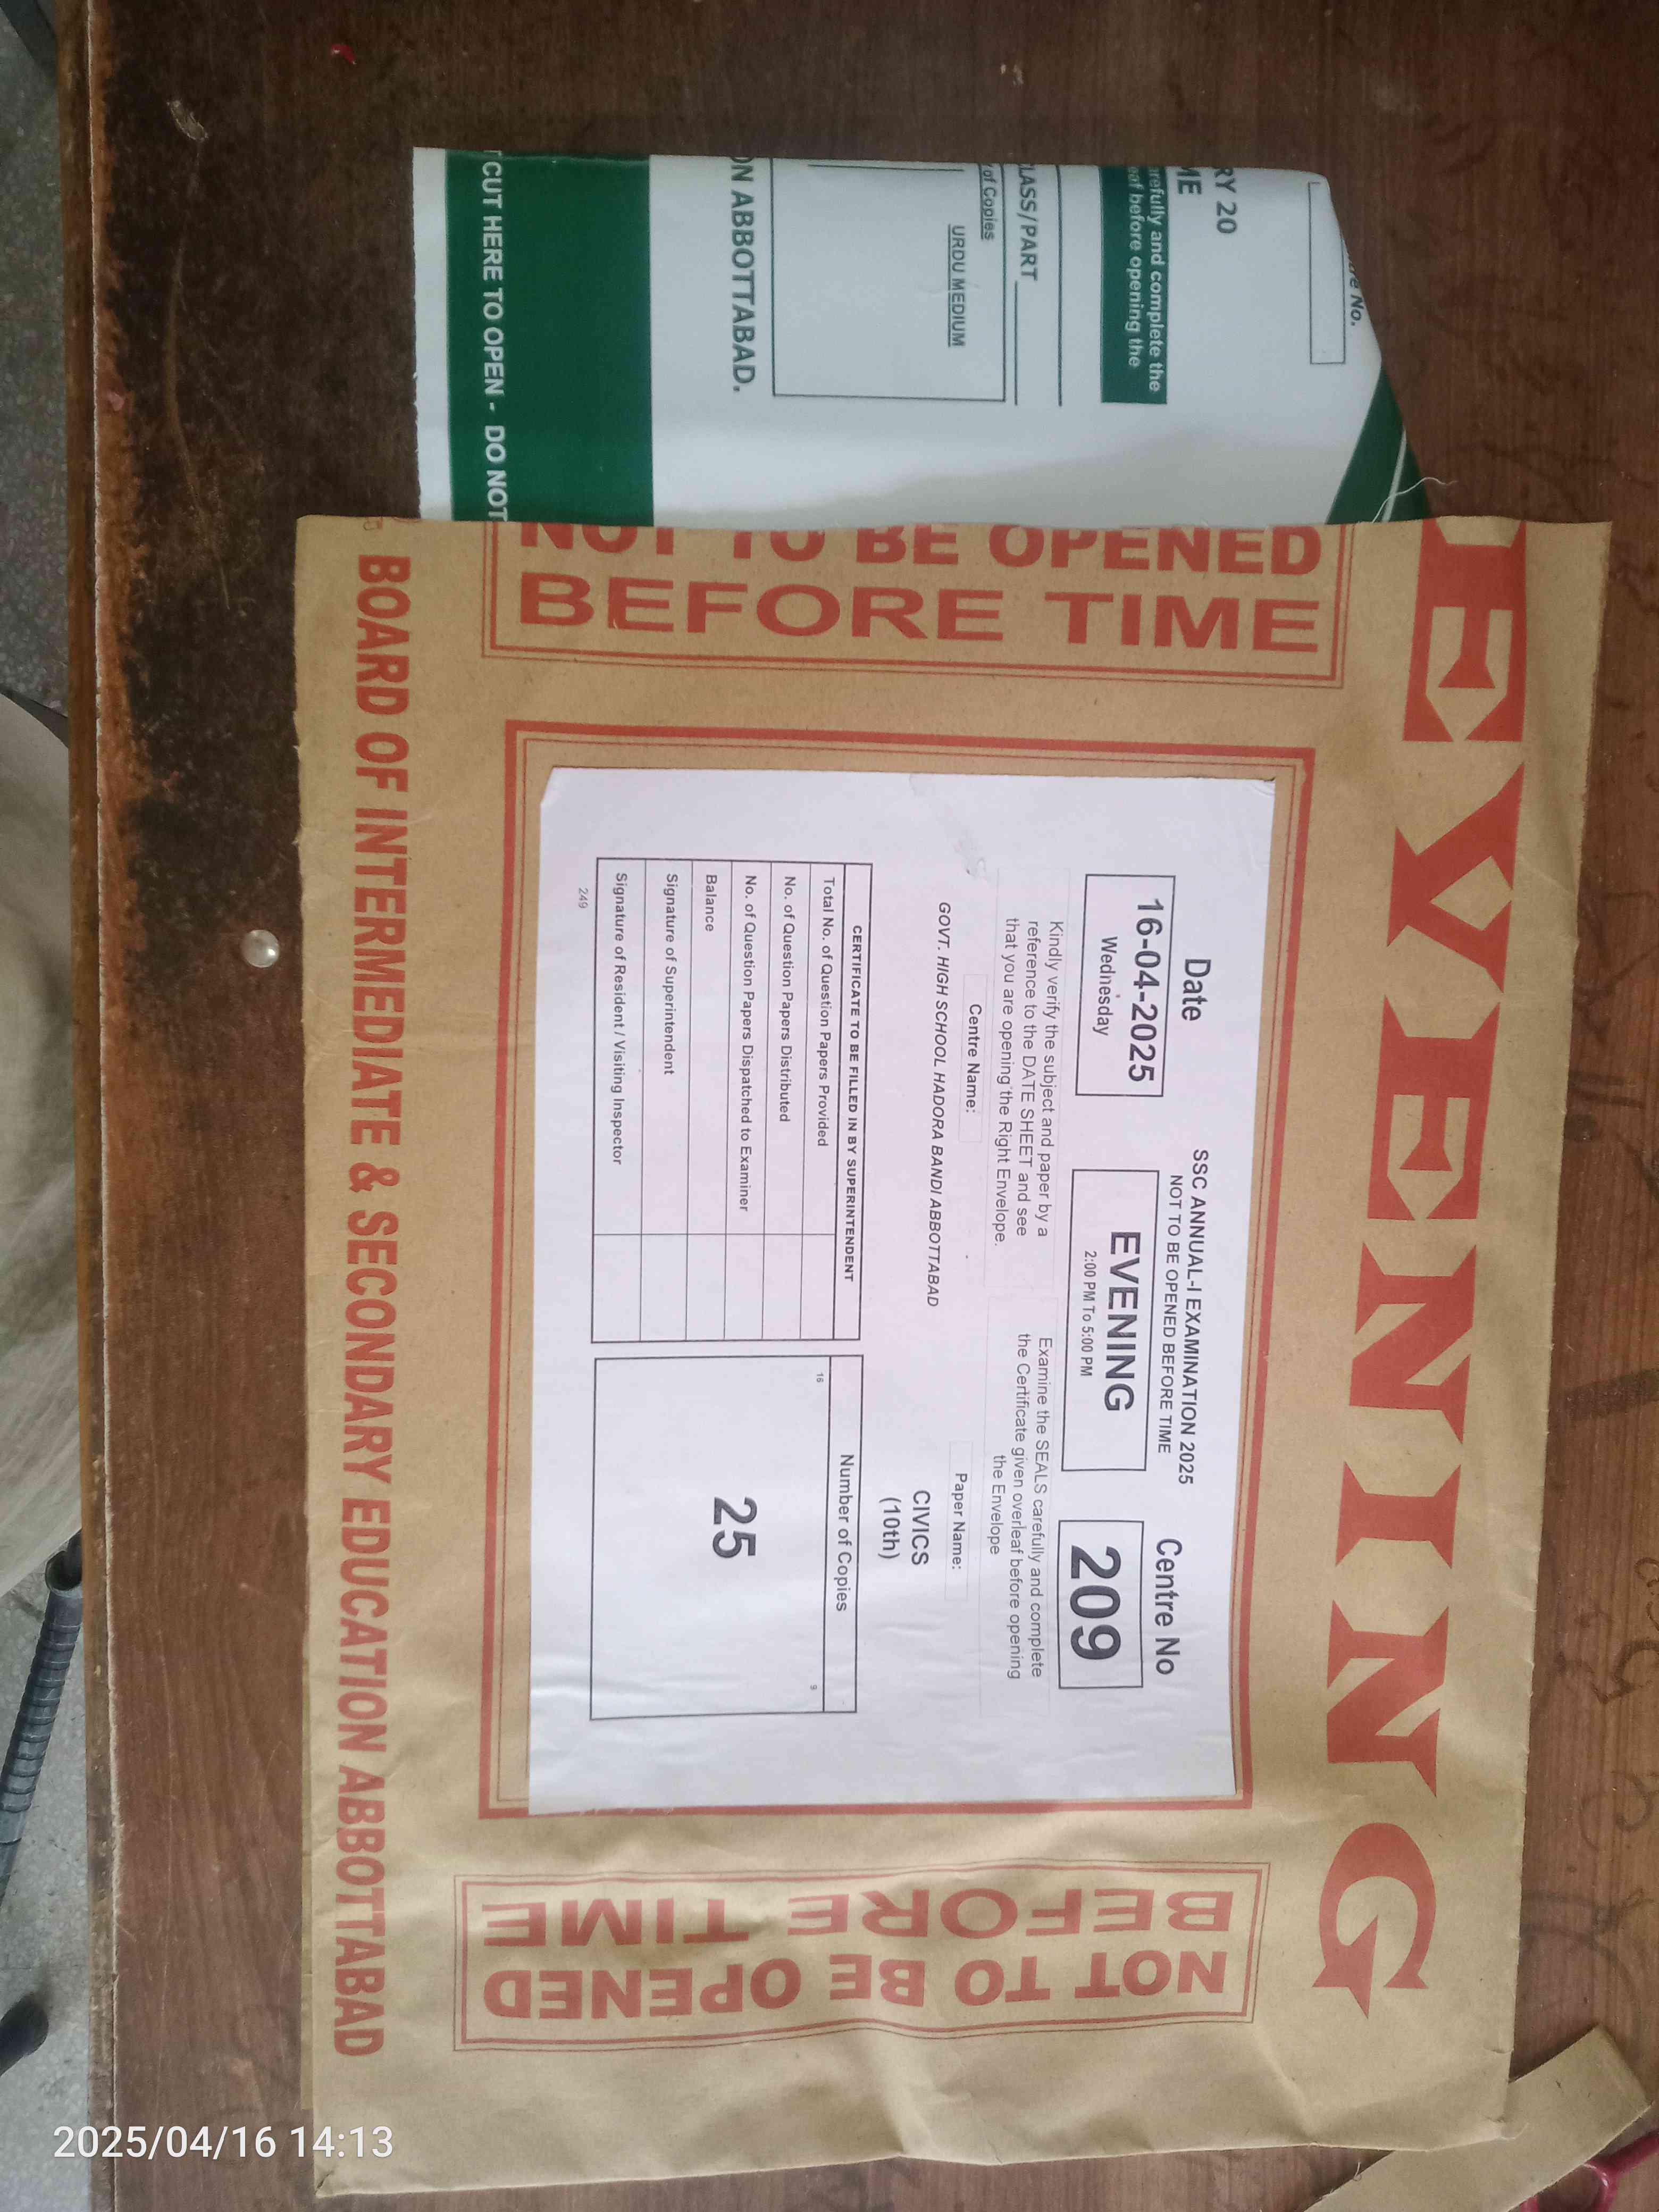 EVENING
NOT TO BE OPENED
BEFORE TIME
Date
16-04-2025
Wednesday
SSC ANNUAL-I EXAMINATION 2025
NOT TO BE OPENED BEFORE TIME
EVENING
2:00 PM To 5:00 PM
Centre No
209
Kindly verify the subject and paper by a
reference to the DATE SHEET and see
that you are opening the Right Envelope.
Examine the SEALS carefully and complete
the Certificate given overleaf before opening
the Envelope
Centre Name:
GOVT. HIGH SCHOOL HADORA BANDI ABBOTTABAD
Paper Name:
CIVICS
(10th)
CERTIFICATE TO BE FILLED IN BY SUPERINTENDENT
Total No. of Question Papers Provided
No. of Question Papers Distributed
No. of Question Papers Dispatched to Examiner
Balance
Signature of Superintendent
Signature of Resident / Visiting Inspector
249
Number of Copies
16
9
25
NOT TO BE OPENED
BEFORE TIME
BOARD OF INTERMEDIATE & SECONDARY EDUCATION ABBOTTABAD
re No.
RY 20
ME
refully and complete the
eaf before opening the
LASS/PART
of Copies
URDU MEDIUM
ON ABBOTTABAD.
CUT HERE TO OPEN - DO NOT
2025/04/16 14:13